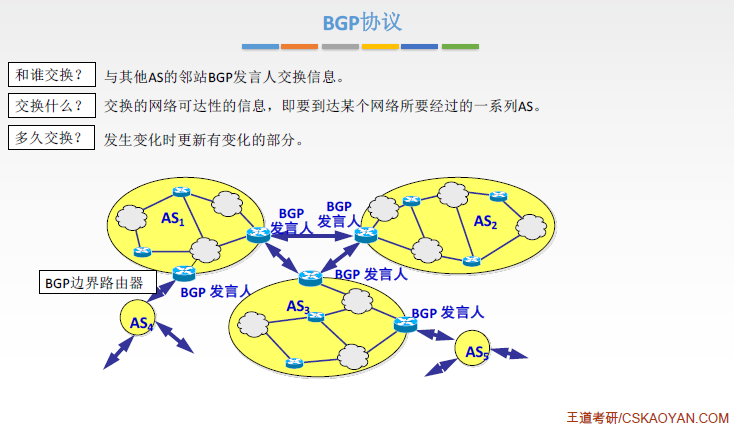 BGP协议
和谁交换？ 与其他AS的邻站BGP发言人交换信息。
交换什么？ 交换的网络可达性的信息，即要到达某个网络所要经过的一系列AS。
多久交换？ 发生变化时更新有变化的部分。
AS1
BGP
发言人
BGP
发言人
AS2
BGP边界路由器
BGP 发言人
BGP 发言人
AS3
BGP 发言人
AS4
AS5
王道考研/CSKAOYAN.COM